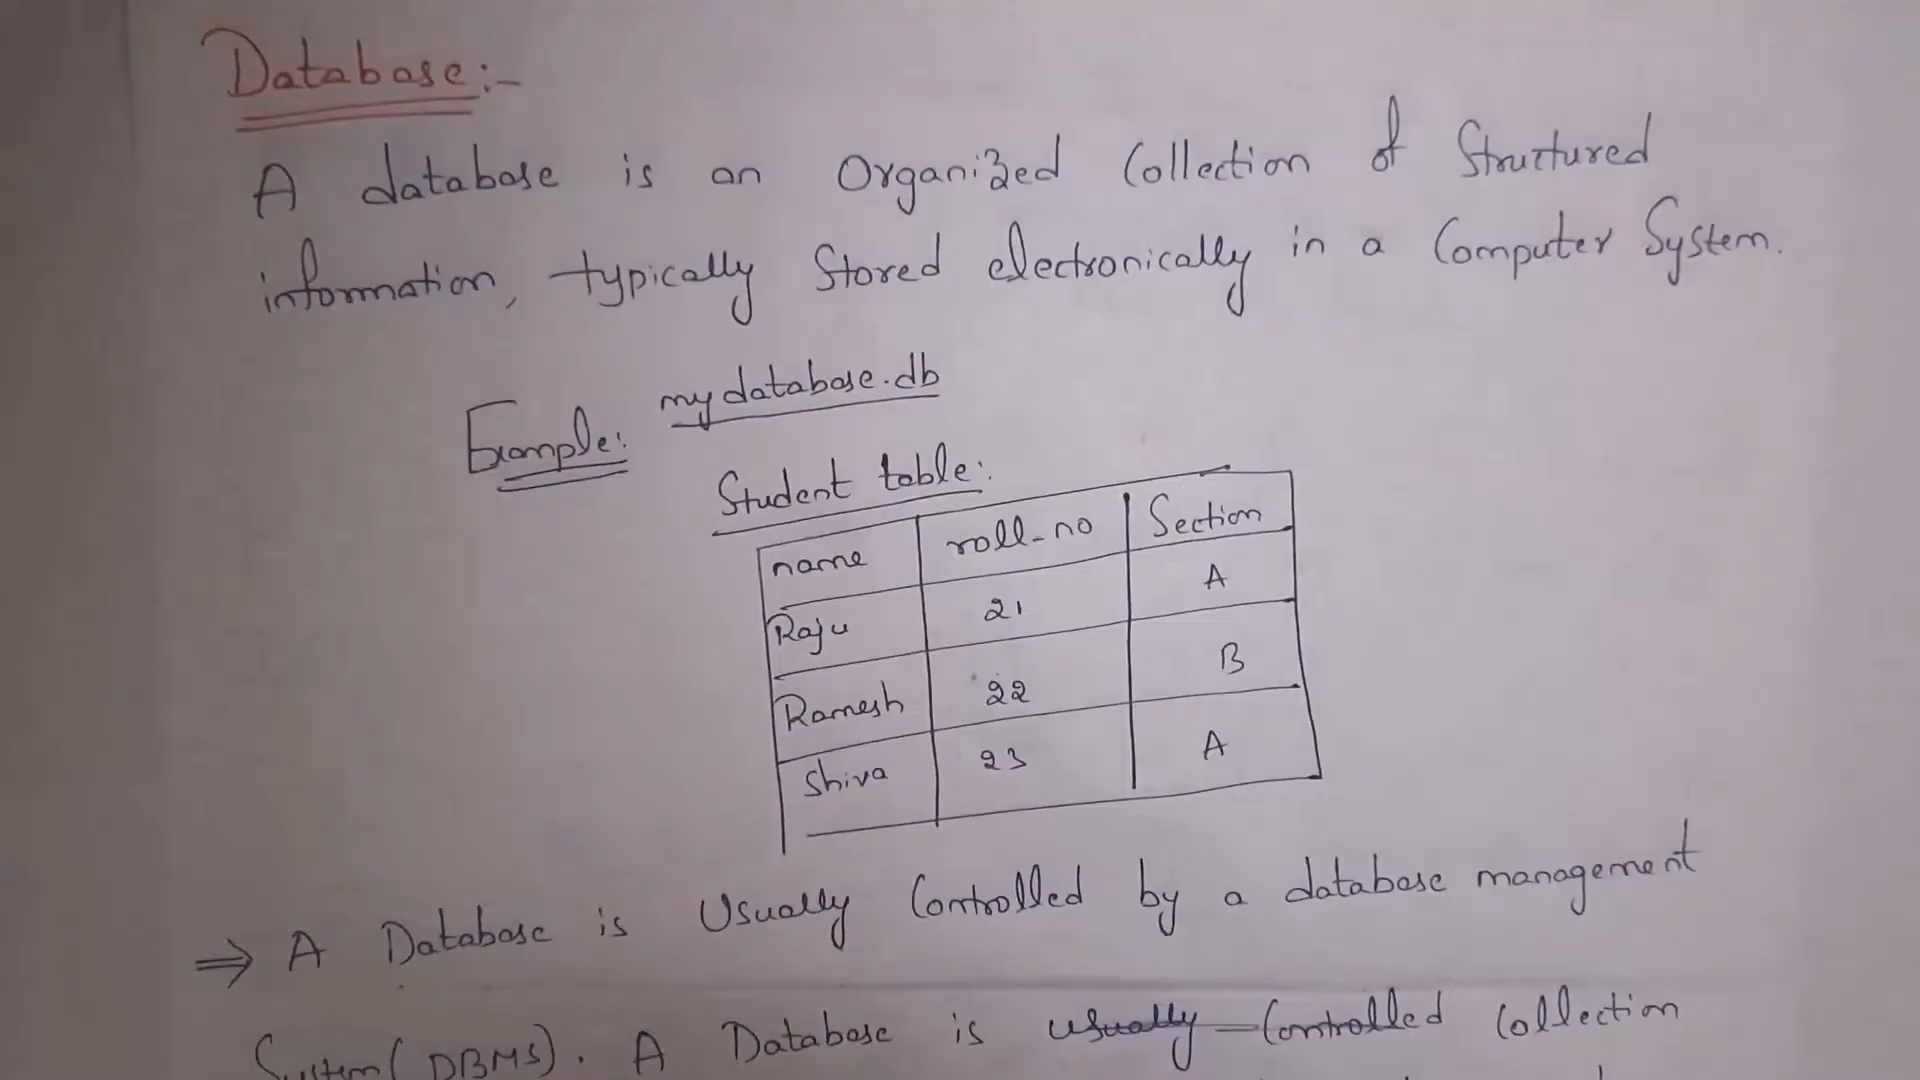 Database:-
A database is an Organized Collection of Structured
information, typically Stored electronically in a Computer System.
Example: mydatabase.db
Student table:
name roll-no Section
Raju 21 A
Ramesh 22 B
Shiva 23 A
⇒ A Database is Usually Controlled by a database management
System(DBMS). A Database is usually Controlled Collection